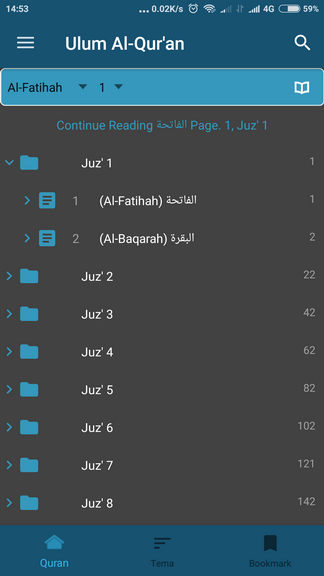 14:53 ... 0.02K/s 4G 59%
Ulum Al-Qur'an
Al-Fatihah 1
Continue Reading الفاتحة Page. 1, Juz' 1
Juz' 1 1
1 (Al-Fatihah) الفاتحة 1
2 (Al-Baqarah) البقرة 2
Juz' 2 22
Juz' 3 42
Juz' 4 62
Juz' 5 82
Juz' 6 102
Juz' 7 121
Juz' 8 142
Quran Tema Bookmark